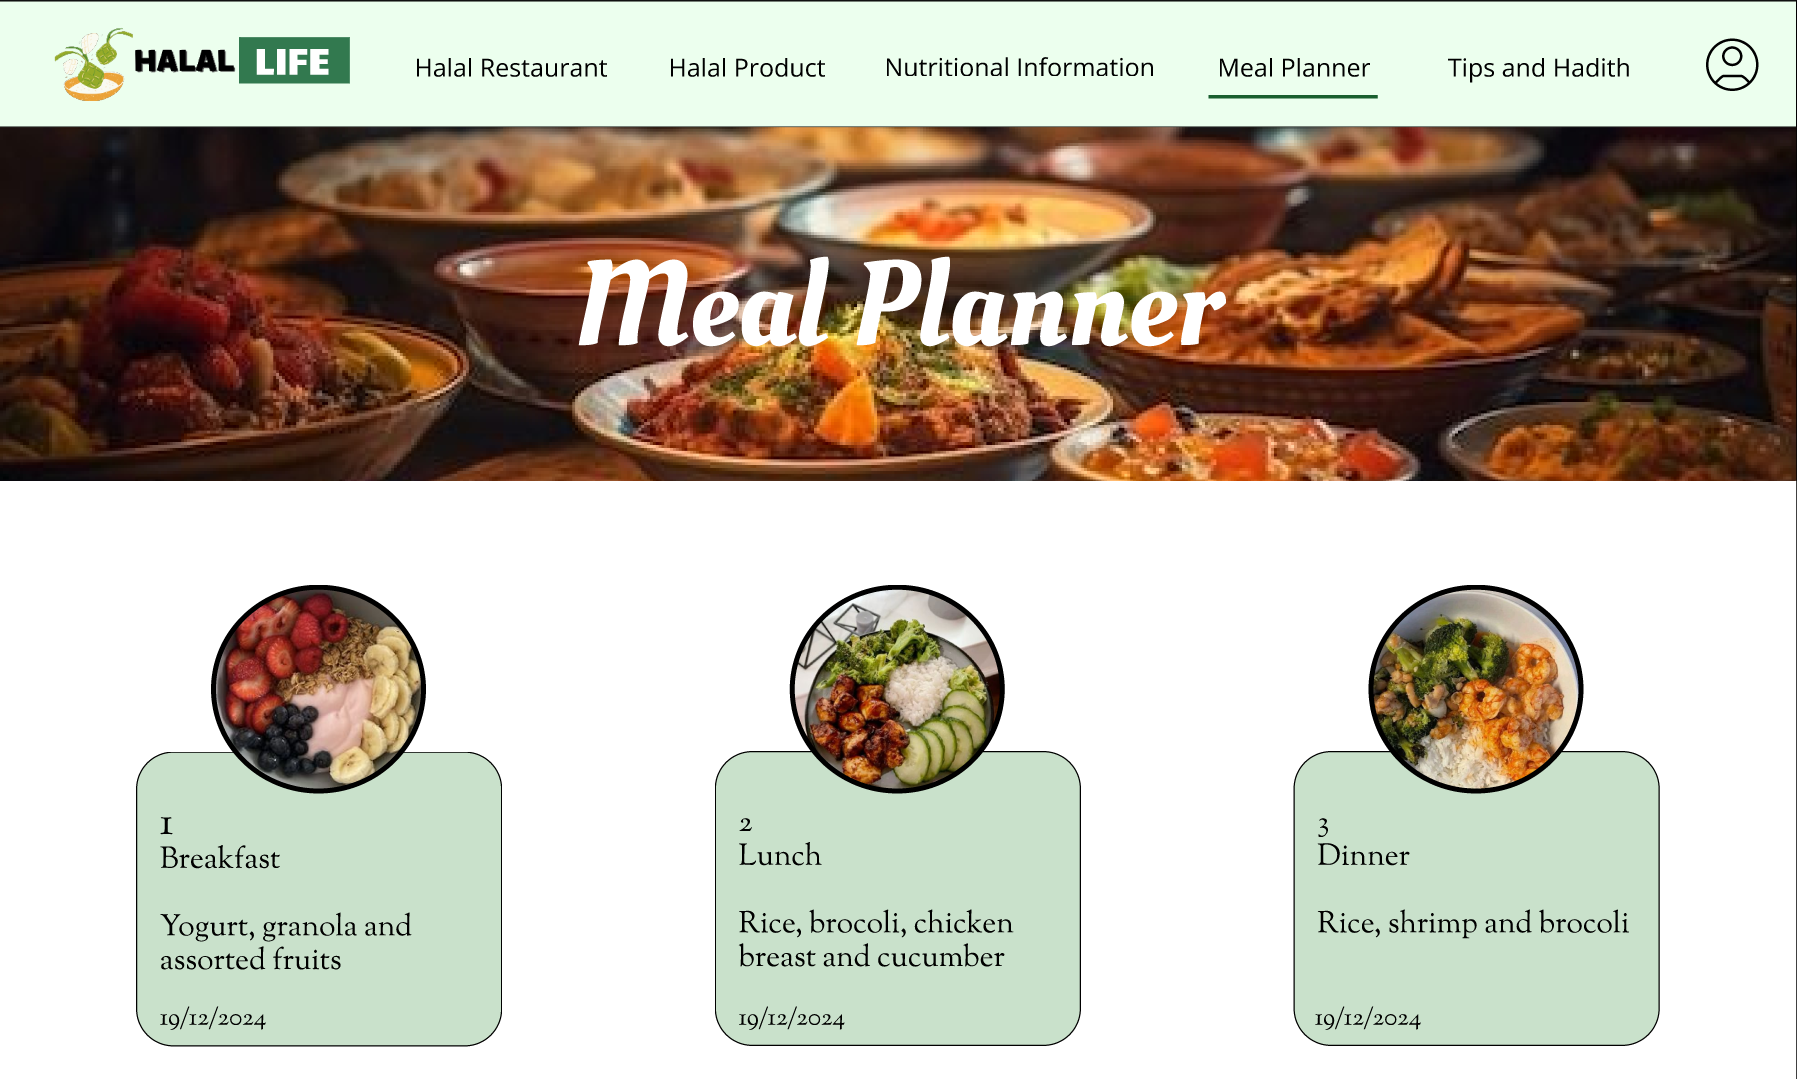 HALAL LIFE
Halal Restaurant
Halal Product
Nutritional Information
Meal Planner
Tips and Hadith
Meal Planner
1
Breakfast
Yogurt, granola and
assorted fruits
19/12/2024
2
Lunch
Rice, brocoli, chicken
breast and cucumber
19/12/2024
3
Dinner
Rice, shrimp and brocoli
19/12/2024